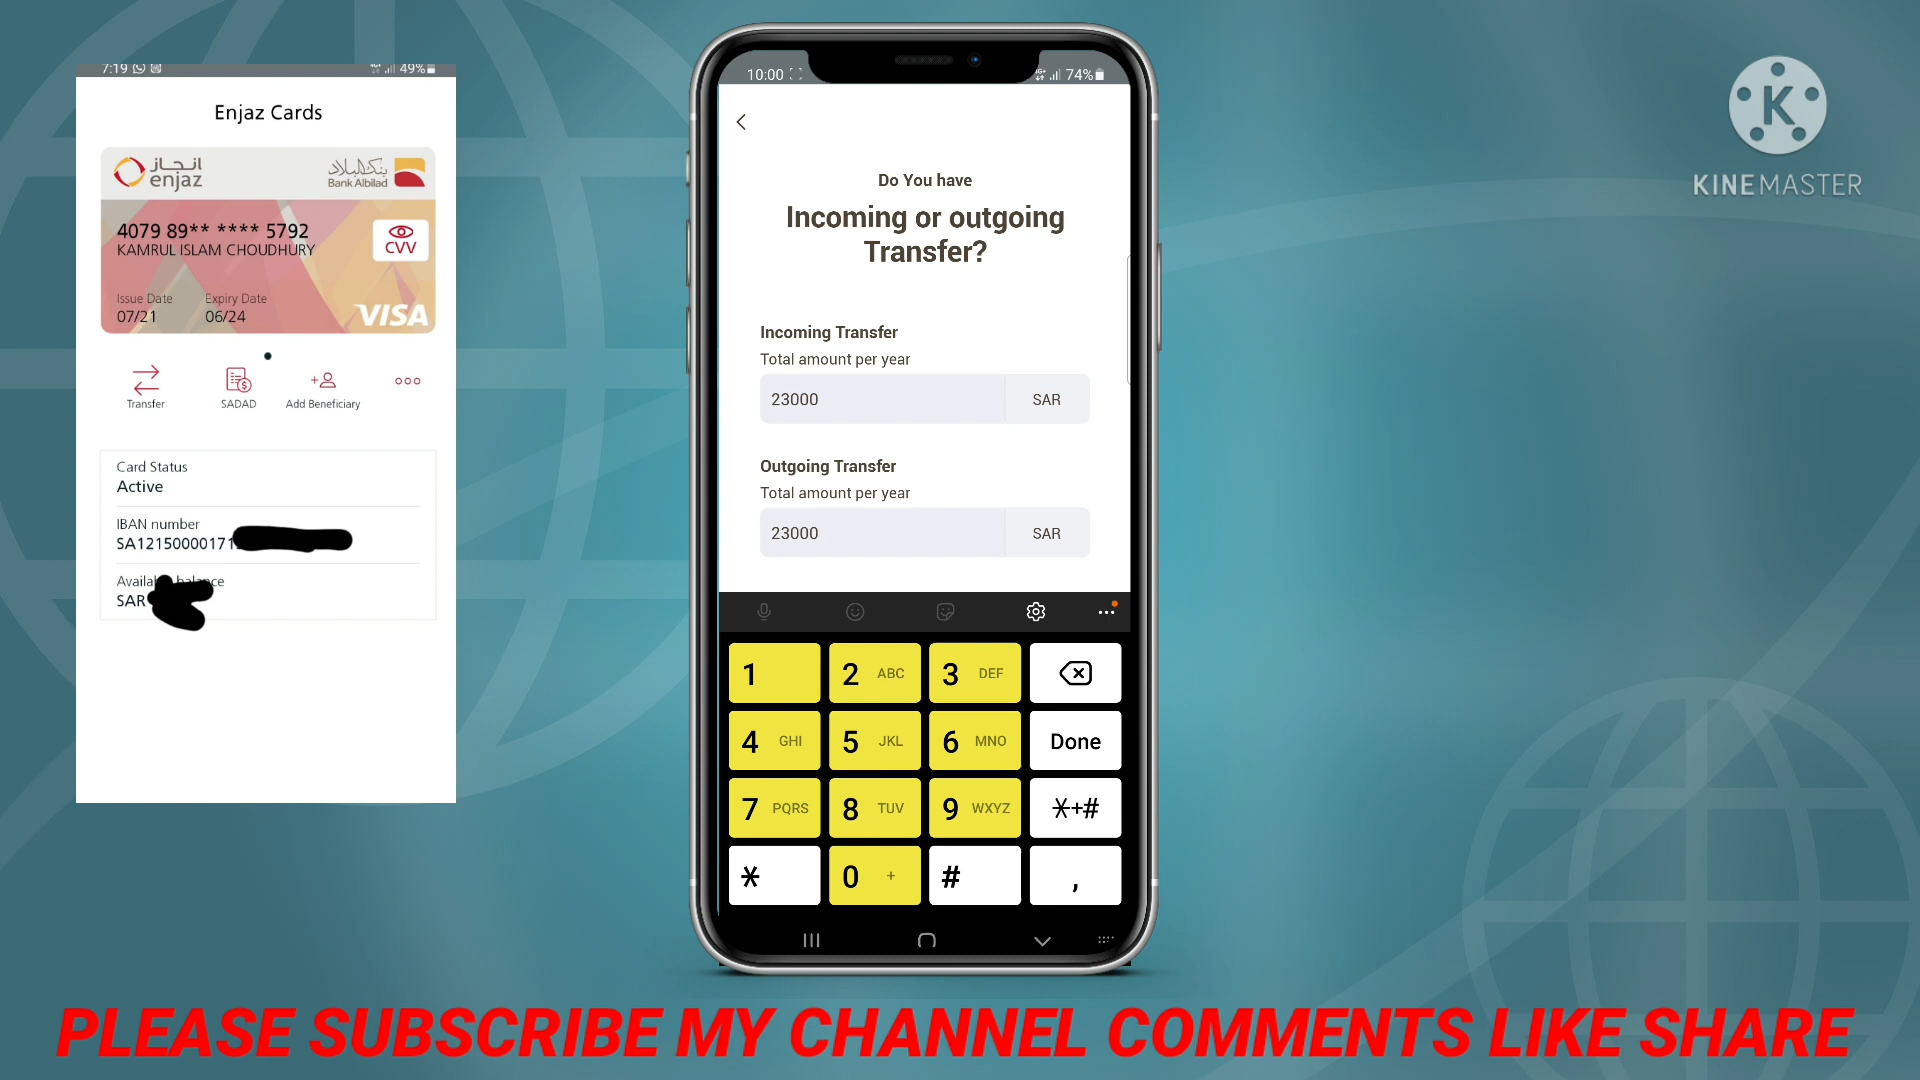 7:19 49%
Enjaz Cards
انجاز
enjaz
بنك البلاد
Bank Albilad
4079 89** **** 5792
KAMRUL ISLAM CHOUDHURY
CVV
Issue Date Expiry Date
07/21 06/24
VISA
Transfer SADAD Add Beneficiary
Card Status
Active
IBAN number
SA12150000171
Available balance
SAR
10:00 74%
Do You have
Incoming or outgoing
Transfer?
Incoming Transfer
Total amount per year
23000 SAR
Outgoing Transfer
Total amount per year
23000 SAR
1 2 ABC 3 DEF
4 GHI 5 JKL 6 MNO Done
7 PQRS 8 TUV 9 WXYZ *+#
* 0 + # ,
K
KINEMASTER
PLEASE SUBSCRIBE MY CHANNEL COMMENTS LIKE SHARE